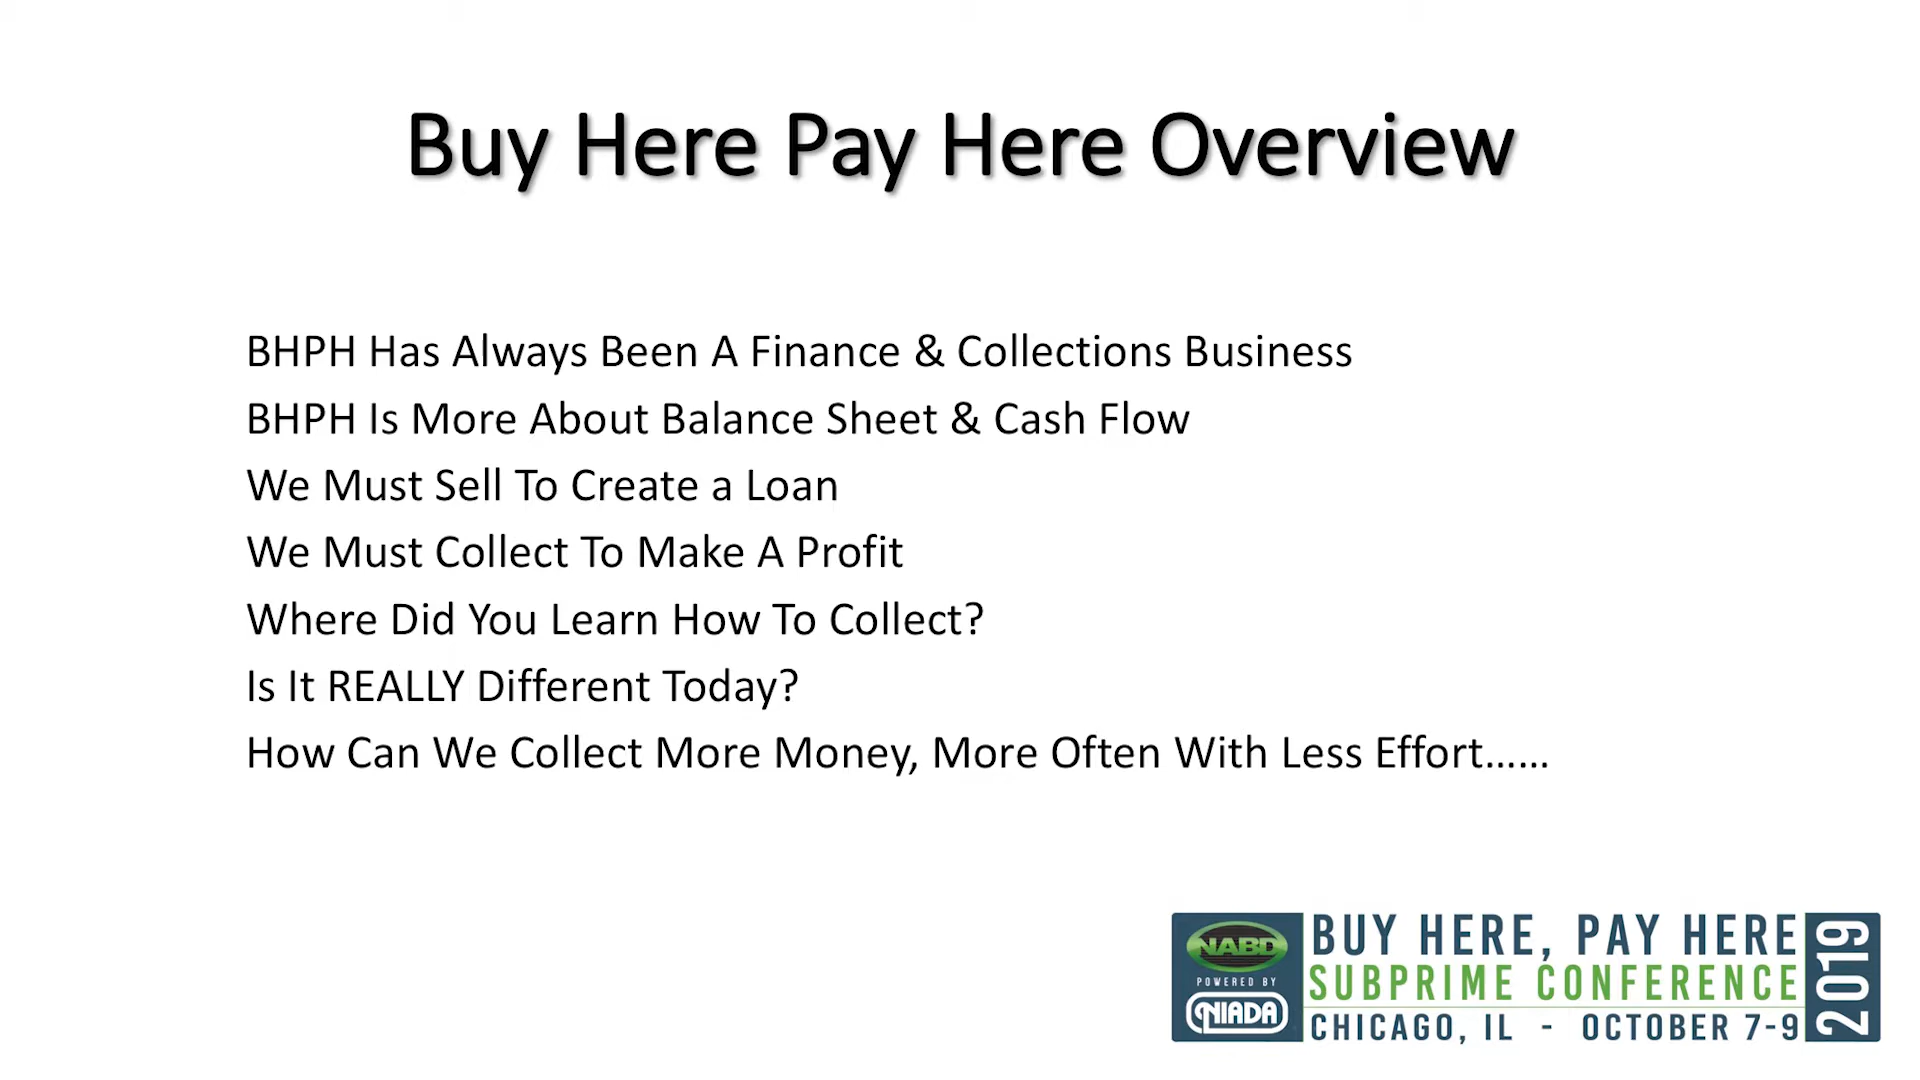 Buy Here Pay Here Overview
BHPH Has Always Been A Finance & Collections Business
BHPH Is More About Balance Sheet & Cash Flow
We Must Sell To Create a Loan
We Must Collect To Make A Profit
Where Did You Learn How To Collect?
Is It REALLY Different Today?
How Can We Collect More Money, More Often With Less Effort......
NABD
POWERED BY
NIADA
BUY HERE, PAY HERE
SUBPRIME CONFERENCE
CHICAGO, IL - OCTOBER 7-9
2019